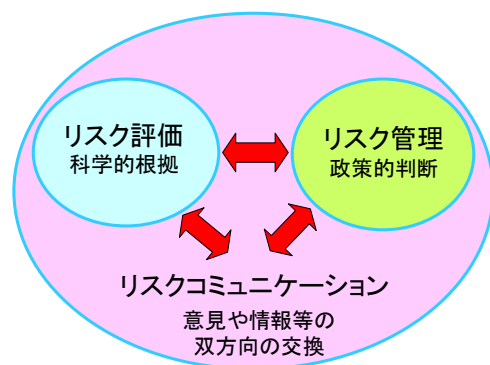 リスク評価
科学的根拠
リスク管理
政策的判断
リスクコミュニケーション
意見や情報等の
双方向の交換